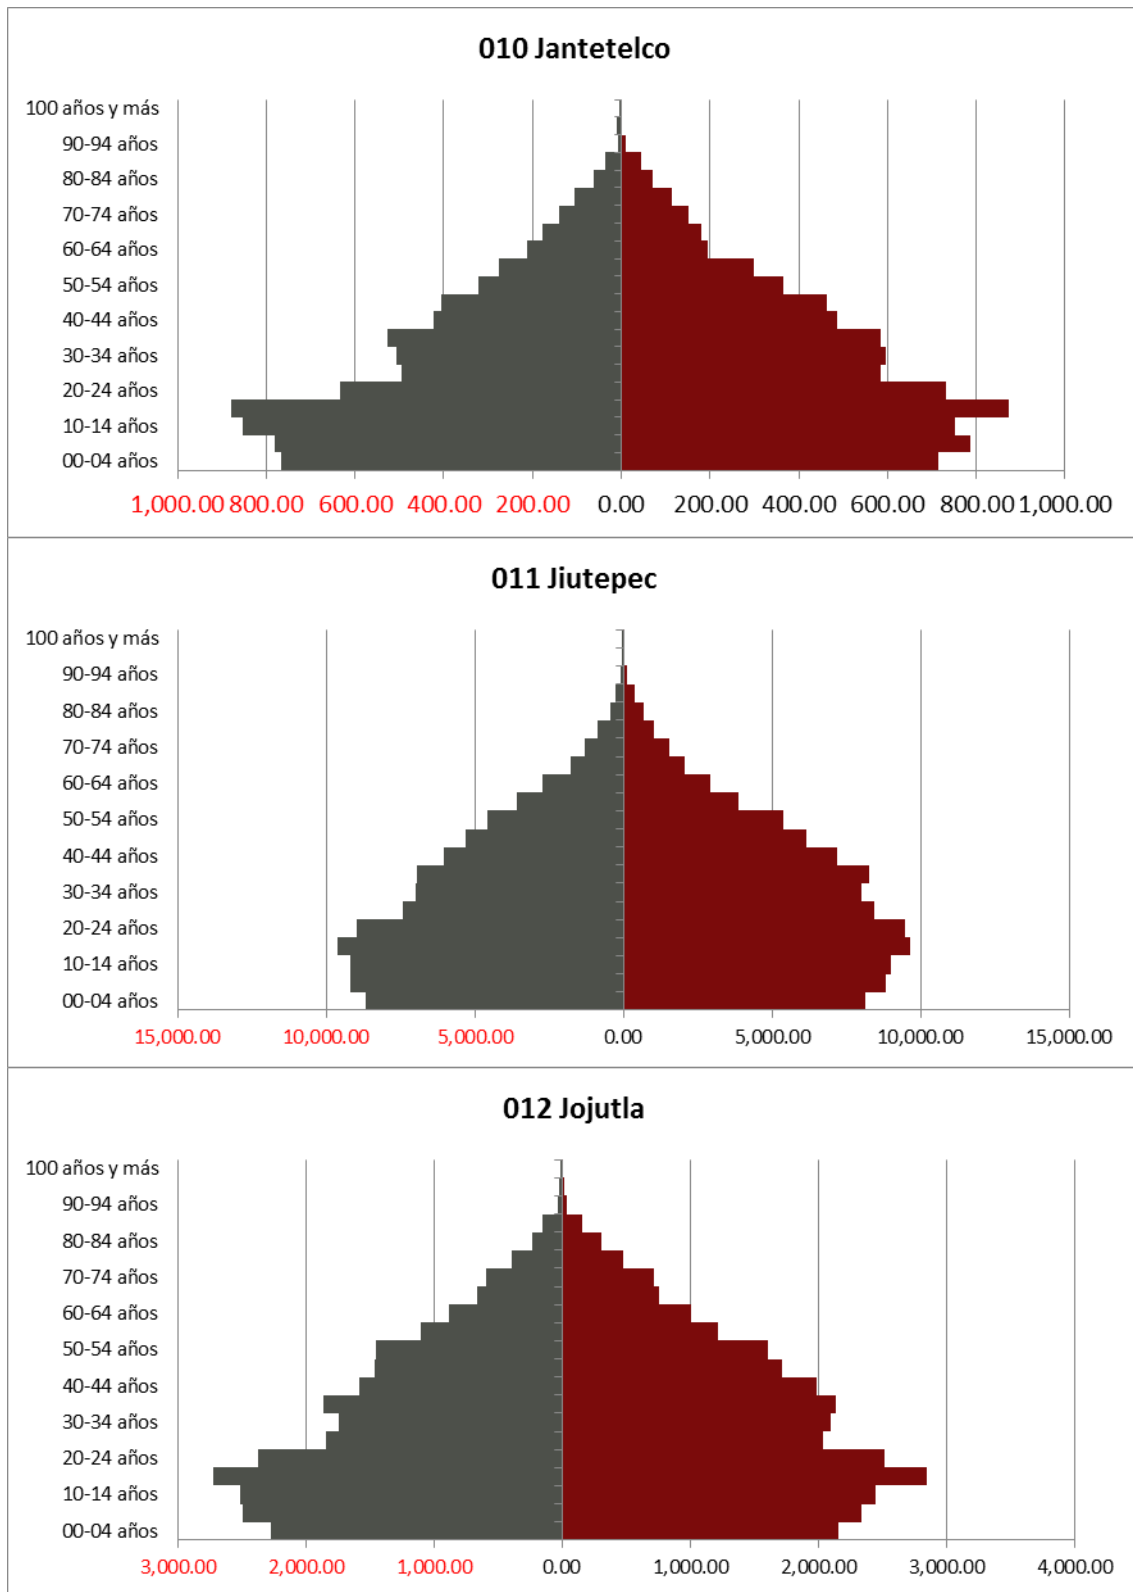 010 Jantetelco
100 años y más
90-94 años
80-84 años
70-74 años
60-64 años
50-54 años
40-44 años
30-34 años
20-24 años
10-14 años
00-04 años
1,000.00 800.00 600.00 400.00 200.00 0.00 200.00 400.00 600.00 800.00 1,000.00
011 Jiutepec
100 años y más
90-94 años
80-84 años
70-74 años
60-64 años
50-54 años
40-44 años
30-34 años
20-24 años
10-14 años
00-04 años
15,000.00 10,000.00 5,000.00 0.00 5,000.00 10,000.00 15,000.00
012 Jojutla
100 años y más
90-94 años
80-84 años
70-74 años
60-64 años
50-54 años
40-44 años
30-34 años
20-24 años
10-14 años
00-04 años
3,000.00 2,000.00 1,000.00 0.00 1,000.00 2,000.00 3,000.00 4,000.00